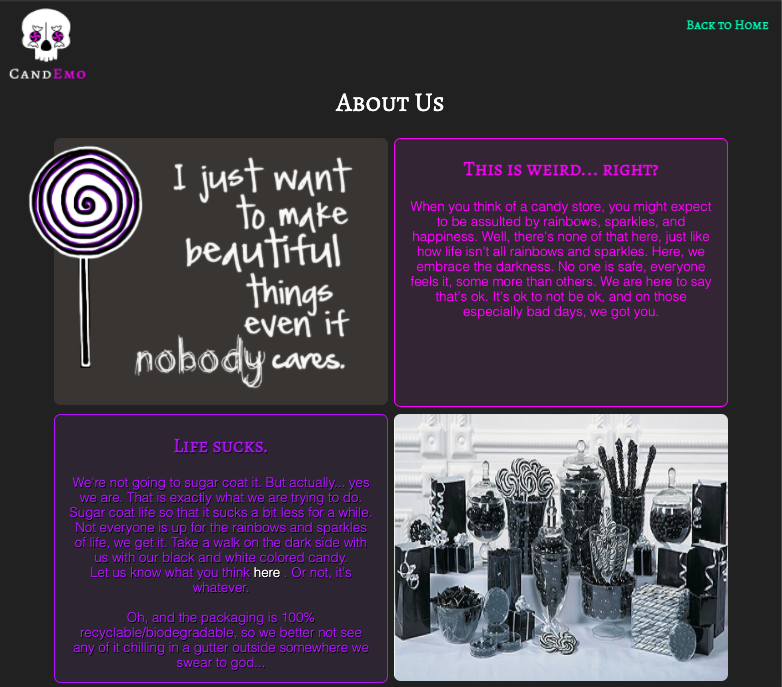 CandEmo
Back to Home
About Us
I just want
to make
beautiful
things
even if
nobody cares.
This is weird... right?
When you think of a candy store, you might expect
to be assulted by rainbows, sparkles, and
happiness. Well, there's none of that here, just like
how life isn't all rainbows and sparkles. Here, we
embrace the darkness. No one is safe, everyone
feels it, some more than others. We are here to say
that's ok. It's ok to not be ok, and on those
especially bad days, we got you.
Life sucks.
We're not going to sugar coat it. But actually... yes
we are. That is exactly what we are trying to do.
Sugar coat life so that it sucks a bit less for a while.
Not everyone is up for the rainbows and sparkles
of life, we get it. Take a walk on the dark side with
us with our black and white colored candy.
Let us know what you think here . Or not, it's
whatever.
Oh, and the packaging is 100%
recyclable/biodegradable, so we better not see
any of it chilling in a gutter outside somewhere we
swear to god...